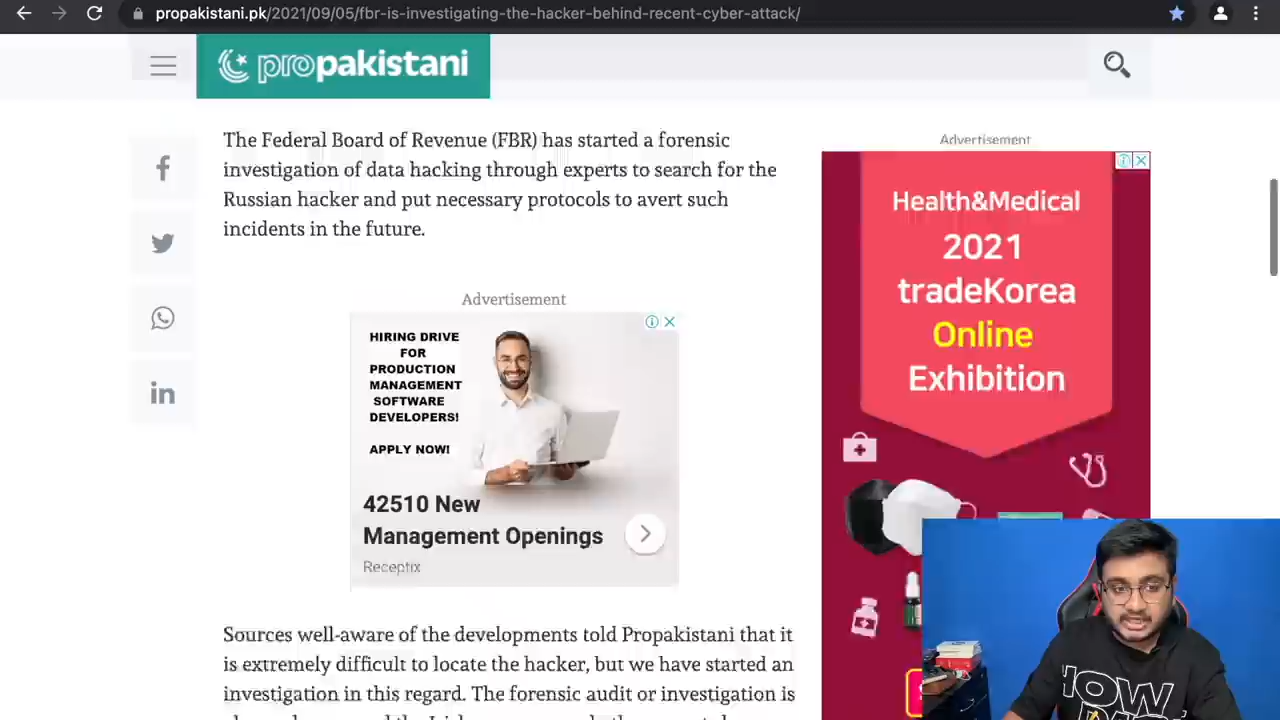 propakistani.pk/2021/09/05/fbr-is-investigating-the-hacker-behind-recent-cyber-attack/
propakistani
The Federal Board of Revenue (FBR) has started a forensic
investigation of data hacking through experts to search for the
Russian hacker and put necessary protocols to avert such
incidents in the future.
Advertisement
HIRING DRIVE
FOR
PRODUCTION
MANAGEMENT
SOFTWARE
DEVELOPERS!
APPLY NOW!
42510 New
Management Openings
Receptix
Sources well-aware of the developments told Propakistani that it
is extremely difficult to locate the hacker, but we have started an
investigation in this regard. The forensic audit or investigation is
Advertisement
Health&Medical
2021
tradeKorea
Online
Exhibition